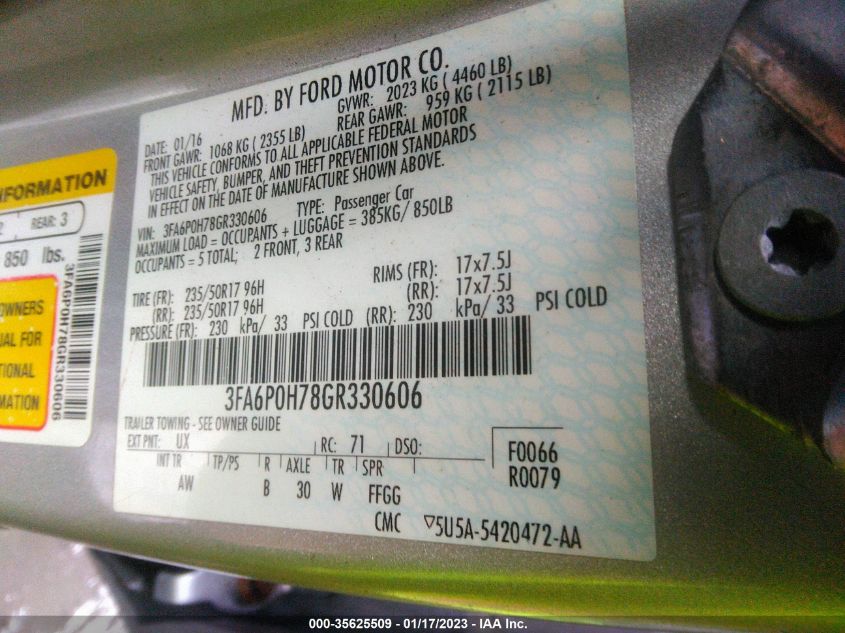 MFD. BY FORD MOTOR CO.
DATE: 01/16 GVWR: 2023 KG ( 4460 LB)
FRONT GAWR: 1068 KG ( 2355 LB) REAR GAWR: 959 KG ( 2115 LB)
THIS VEHICLE CONFORMS TO ALL APPLICABLE FEDERAL MOTOR
VEHICLE SAFETY, BUMPER, AND THEFT PREVENTION STANDARDS
IN EFFECT ON THE DATE OF MANUFACTURE SHOWN ABOVE.
VIN: 3FA6P0H78GR330606 TYPE: Passenger Car
MAXIMUM LOAD = OCCUPANTS + LUGGAGE = 385KG/ 850LB
OCCUPANTS = 5 TOTAL; 2 FRONT, 3 REAR
TIRE (FR): 235/50R17 96H RIMS (FR): 17x7.5J
(RR): 235/50R17 96H (RR): 17x7.5J
PRESSURE (FR): 230 kPa/ 33 PSI COLD (RR): 230 kPa/ 33 PSI COLD
3FA6P0H78GR330606
TRAILER TOWING - SEE OWNER GUIDE
EXT PNT: UX RC: 71 DSO:
INT TR TP/PS R AXLE TR SPR
AW B 30 W FFGG
F0066
R0079
CMC ▽5U5A-5420472-AA
NFORMATION
2 REAR: 3
850 lbs.
OWNERS
UAL FOR
TIONAL
MATION
3FA6P0H78GR330606
000-35625509 - 01/17/2023 - IAA Inc.